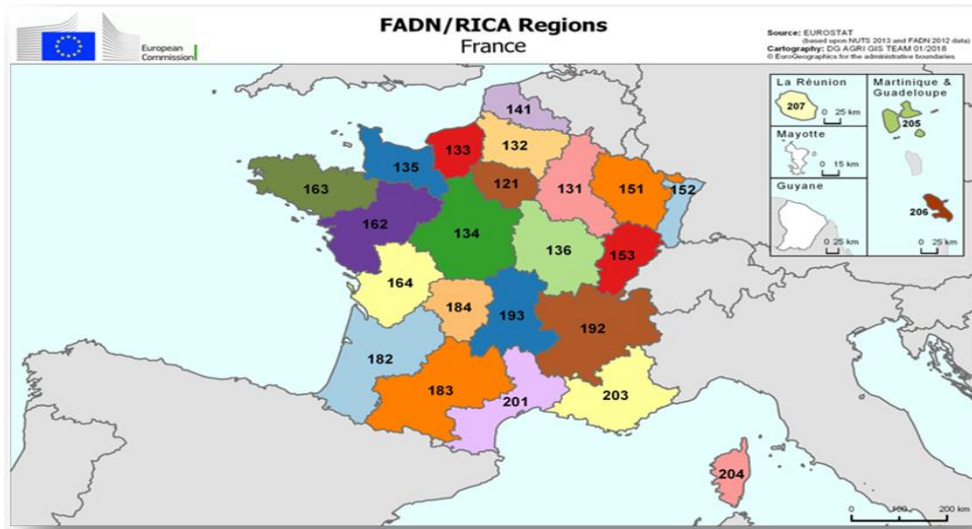 European
Commission
FADN/RICA Regions
France
Source: EUROSTAT
(based upon NUTS 2013 and FADN 2012 data)
Cartography: DG AGRI GIS TEAM 01/2018
© EuroGeographics for the administrative boundaries
La Réunion
207
0 25 km
Mayotte
0 15 km
Guyane
0 25 km
Martinique &
Guadeloupe
205
0 25 km
206
0 25 km
141
133
132
135
121
131
151
152
163
162
134
136
153
164
184
193
192
182
183
201
203
204
0 100 200 km